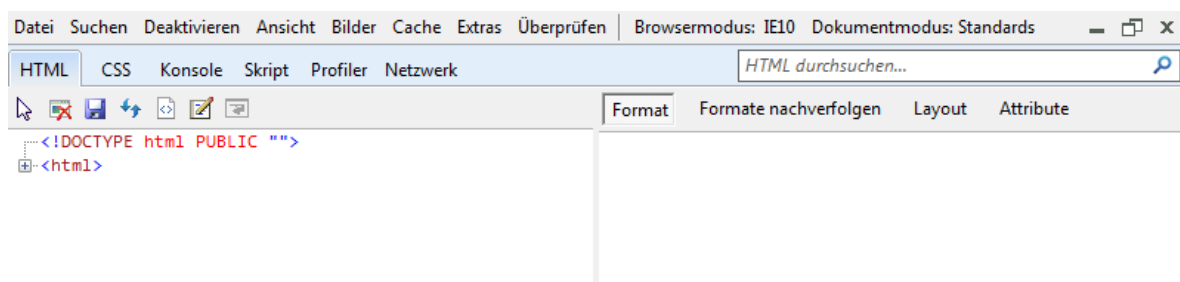 Datei Suchen Deaktivieren Ansicht Bilder Cache Extras Überprüfen Browsermodus: IE10 Dokumentmodus: Standards
HTML CSS Konsole Skript Profiler Netzwerk HTML durchsuchen...
Format Formate nachverfolgen Layout Attribute
<!DOCTYPE html PUBLIC "">
<html>